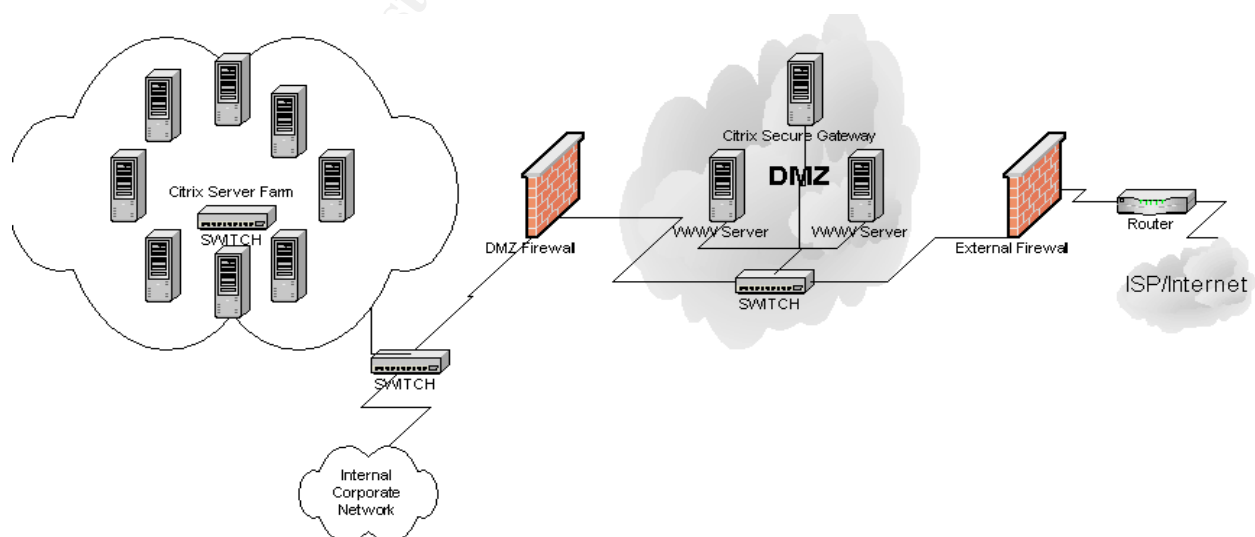 Citrix Server Farm
SWITCH
DMZ Firewall
Citrix Secure Gateway
DMZ
WWW Server
WWW Server
SWITCH
External Firewall
Router
ISP/Internet
SWITCH
Internal
Corporate
Network